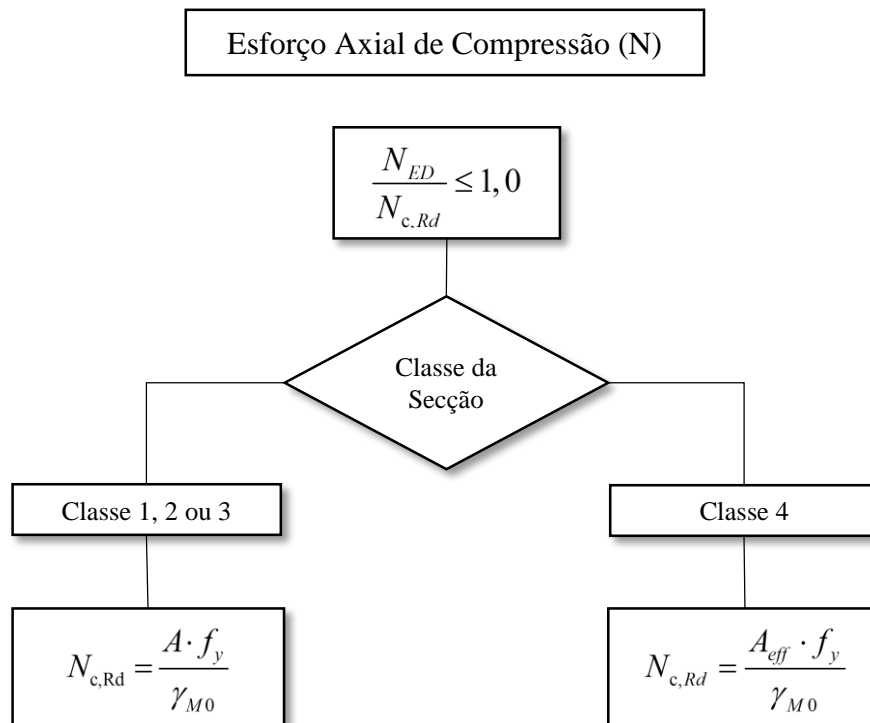 Esforço Axial de Compressão (N)
N_ED / N_c.Rd ≤ 1,0
Classe da
Secção
Classe 1, 2 ou 3
Classe 4
N_c,Rd = A · f_y / γ_M0
N_c,Rd = A_eff · f_y / γ_M0